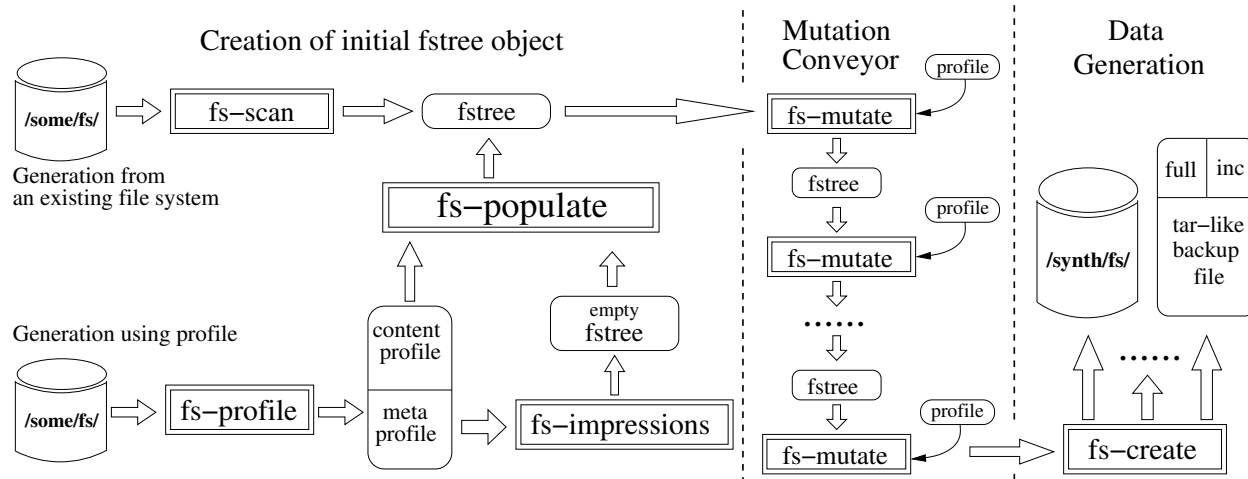 Creation of initial fstree object
/some/fs/
fs−scan
fstree
Generation from
an existing file system
fs−populate
Generation using profile
content
profile
empty
fstree
/some/fs/
fs−profile
meta
profile
fs−impressions
Mutation
Conveyor
profile
fs−mutate
fstree
profile
fs−mutate
......
fstree
profile
fs−mutate
Data
Generation
/synth/fs/
full
inc
tar−like
backup
file
......
fs−create